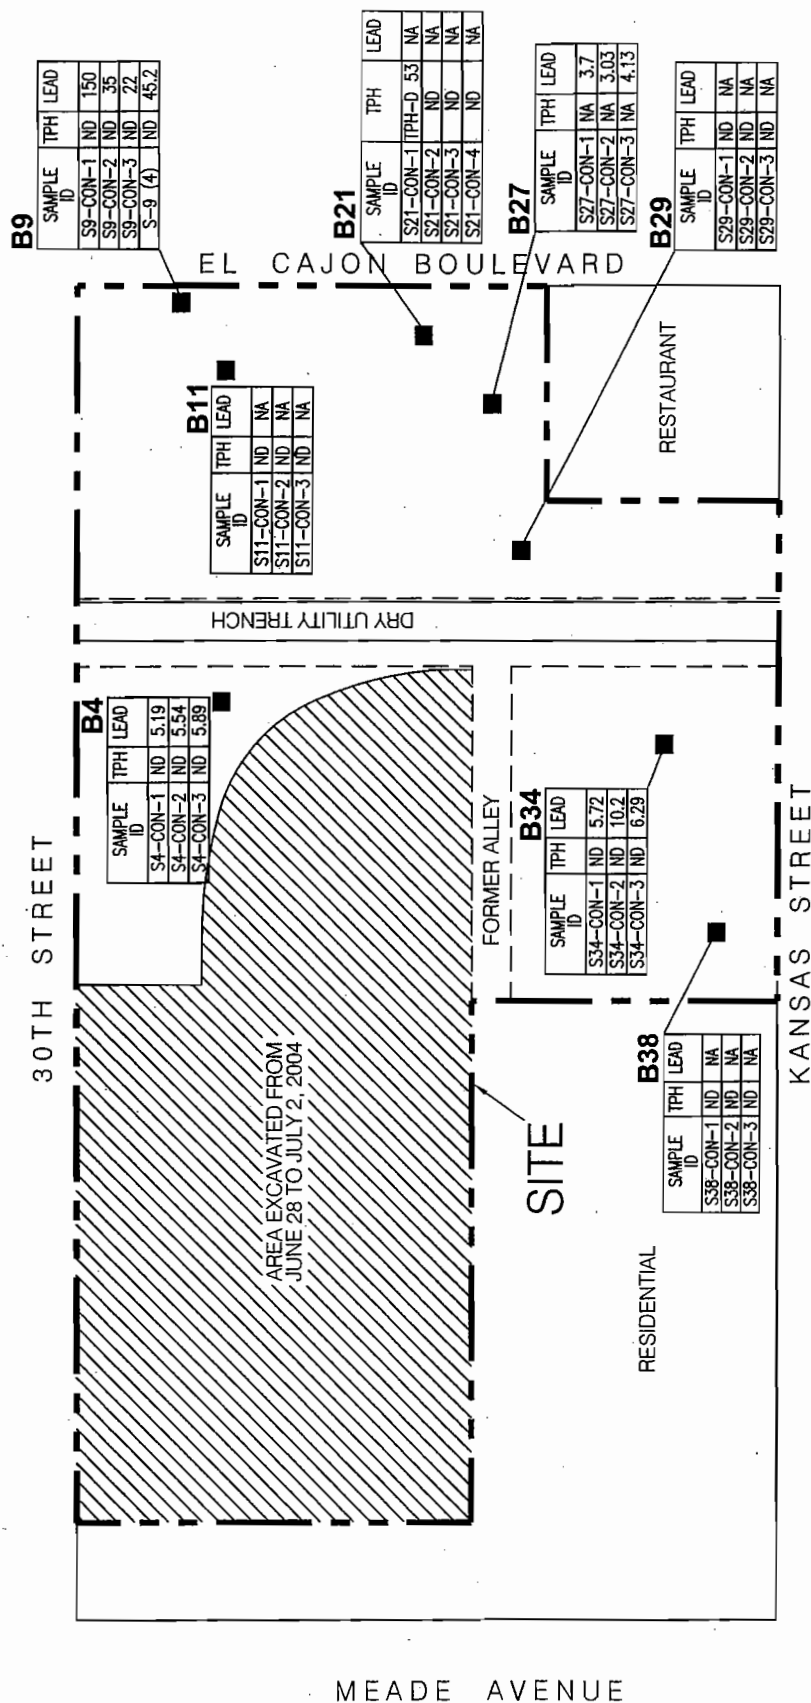 B9
SAMPLE ID TPH LEAD
S9-CON-1 ND 150
S9-CON-2 ND 35
S9-CON-3 ND 22
S-9 (4) ND 45.2
B21
SAMPLE ID TPH LEAD
S21-CON-1 TPH-D 53 NA
S21-CON-2 ND NA
S21-CON-3 ND NA
S21-CON-4 ND NA
B27
SAMPLE ID TPH LEAD
S27-CON-1 NA 3.7
S27-CON-2 NA 3.03
S27-CON-3 NA 4.13
B29
SAMPLE ID TPH LEAD
S29-CON-1 ND NA
S29-CON-2 ND NA
S29-CON-3 ND NA
EL CAJON BOULEVARD
B11
SAMPLE ID TPH LEAD
S11-CON-1 ND NA
S11-CON-2 ND NA
S11-CON-3 ND NA
RESTAURANT
DRY UTILITY TRENCH
30TH STREET
B4
SAMPLE ID TPH LEAD
S4-CON-1 ND 5.19
S4-CON-2 ND 5.54
S4-CON-3 ND 5.89
FORMER ALLEY
B34
SAMPLE ID TPH LEAD
S34-CON-1 ND 5.72
S34-CON-2 ND 10.2
S34-CON-3 ND 6.29
KANSAS STREET
AREA EXCAVATED FROM
JUNE 28 TO JULY 2, 2004
SITE
B38
SAMPLE ID TPH LEAD
S38-CON-1 ND NA
S38-CON-2 ND NA
S38-CON-3 ND NA
RESIDENTIAL
MEADE AVENUE